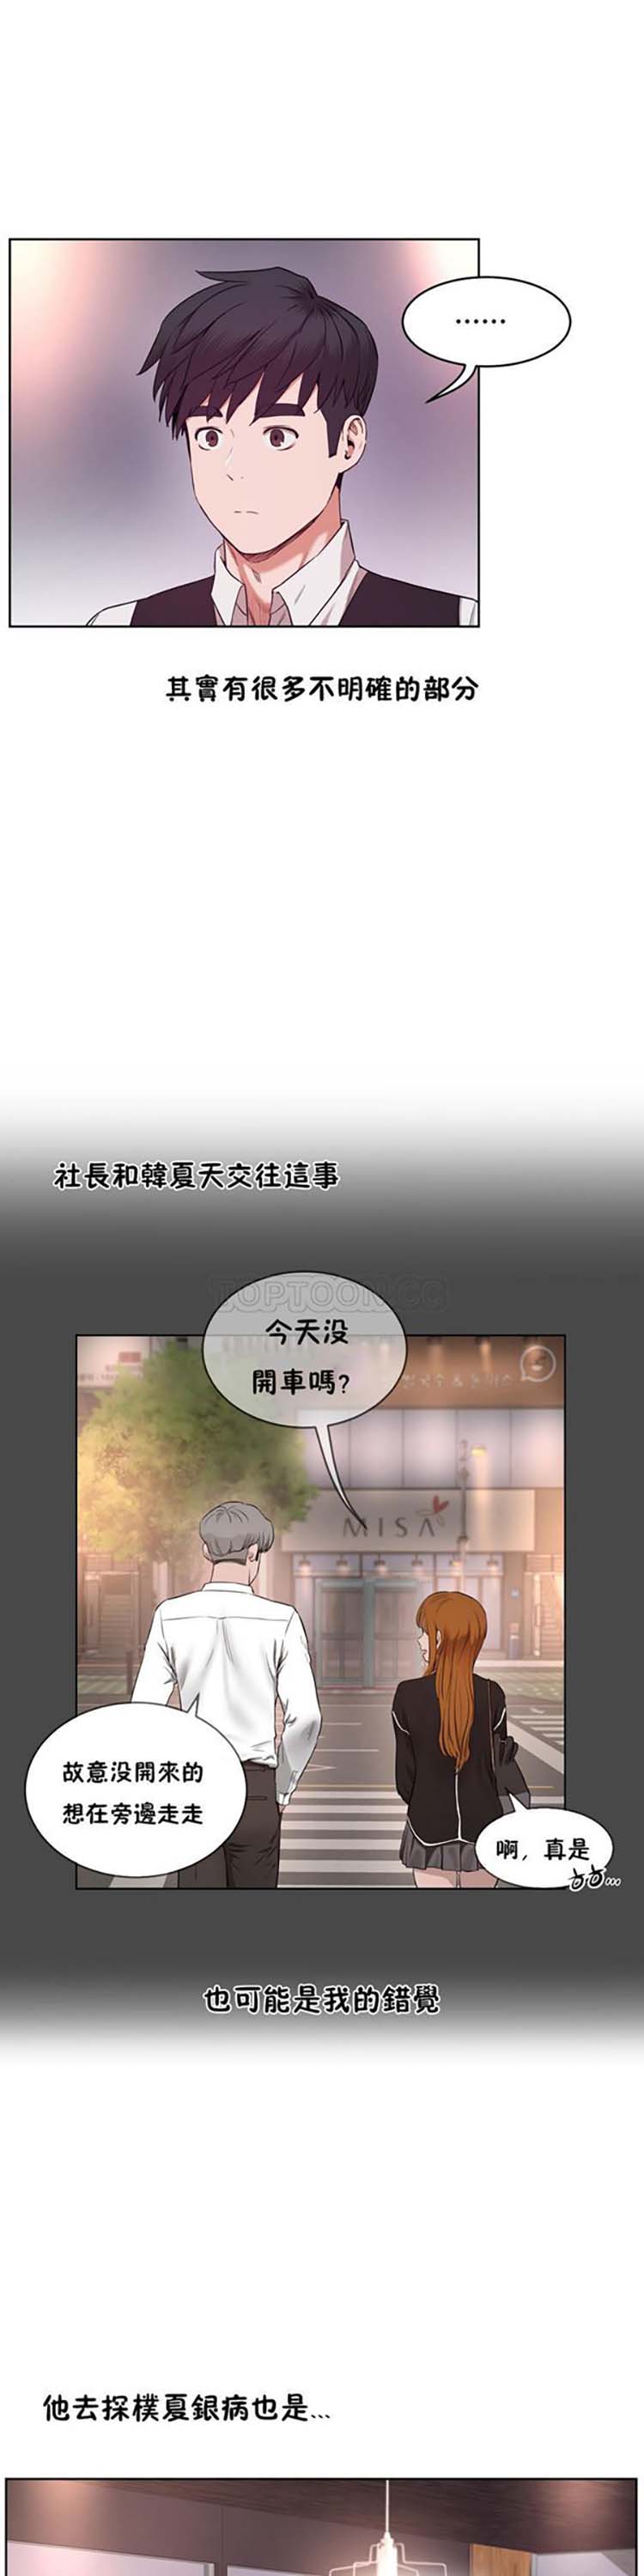 ......
其實有很多不明確的部分
社長和韓夏天交往這事
TOPTOON.CC
今天没
開車嗎?
MISA
故意没開來的
想在旁邊走走
啊，真是
ㅎㅎ...
也可能是我的錯覺
他去探樸夏銀病也是...